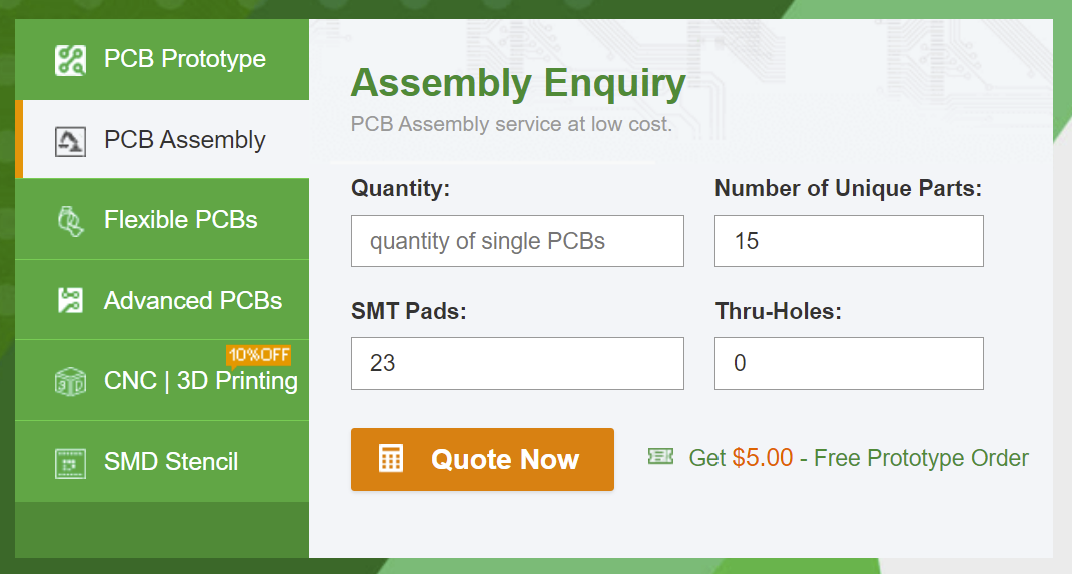 PCB Prototype
PCB Assembly
Flexible PCBs
Advanced PCBs
10%OFF
CNC | 3D Printing
SMD Stencil
Assembly Enquiry
PCB Assembly service at low cost.
Quantity:
quantity of single PCBs
Number of Unique Parts:
15
SMT Pads:
23
Thru-Holes:
0
Quote Now
Get $5.00 - Free Prototype Order